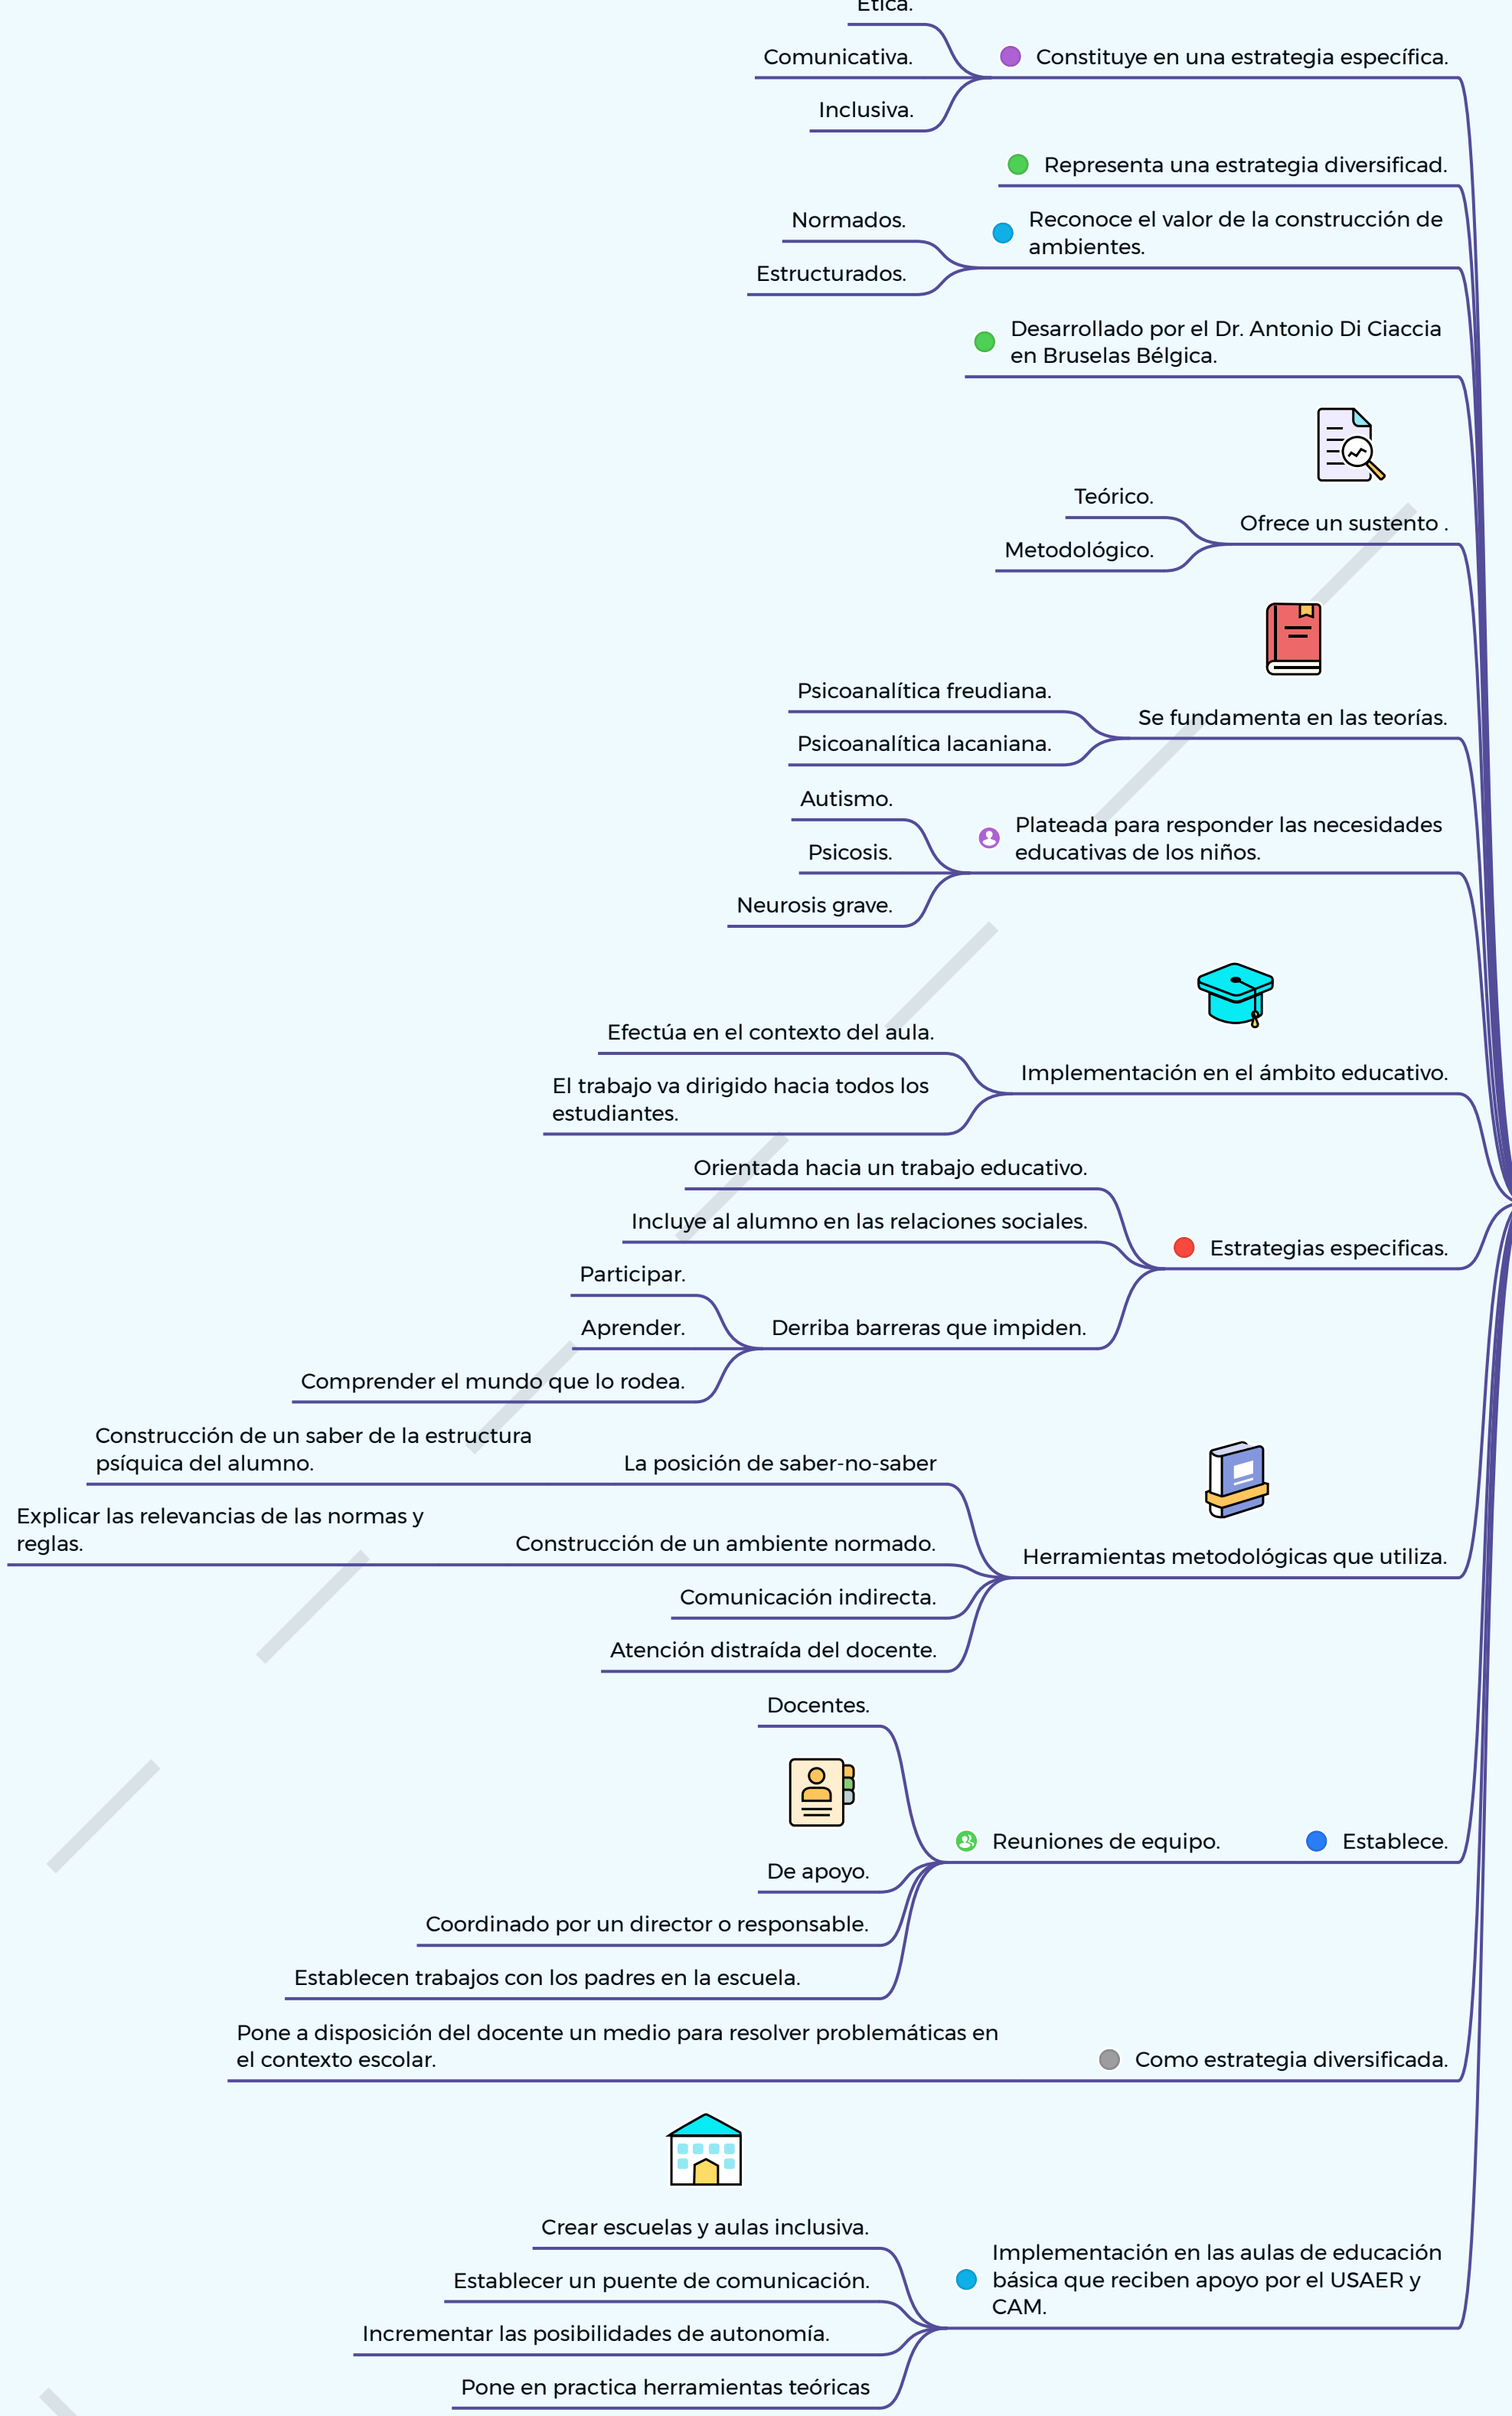 Ética.
Comunicativa.
Constituye en una estrategia específica.
Inclusiva.
Representa una estrategia diversificad.
Normados.
Reconoce el valor de la construcción de
ambientes.
Estructurados.
Desarrollado por el Dr. Antonio Di Ciaccia
en Bruselas Bélgica.
Teórico.
Ofrece un sustento .
Metodológico.
Psicoanalítica freudiana.
Se fundamenta en las teorías.
Psicoanalítica lacaniana.
Autismo.
Plateada para responder las necesidades
educativas de los niños.
Psicosis.
Neurosis grave.
Efectúa en el contexto del aula.
Implementación en el ámbito educativo.
El trabajo va dirigido hacia todos los
estudiantes.
Orientada hacia un trabajo educativo.
Incluye al alumno en las relaciones sociales.
Estrategias especificas.
Participar.
Aprender.
Derriba barreras que impiden.
Comprender el mundo que lo rodea.
Construcción de un saber de la estructura
psíquica del alumno.
La posición de saber-no-saber
Explicar las relevancias de las normas y
reglas.
Construcción de un ambiente normado.
Herramientas metodológicas que utiliza.
Comunicación indirecta.
Atención distraída del docente.
Docentes.
Reuniones de equipo.
Establece.
De apoyo.
Coordinado por un director o responsable.
Establecen trabajos con los padres en la escuela.
Pone a disposición del docente un medio para resolver problemáticas en
el contexto escolar.
Como estrategia diversificada.
Crear escuelas y aulas inclusiva.
Establecer un puente de comunicación.
Implementación en las aulas de educación
básica que reciben apoyo por el USAER y
CAM.
Incrementar las posibilidades de autonomía.
Pone en practica herramientas teóricas